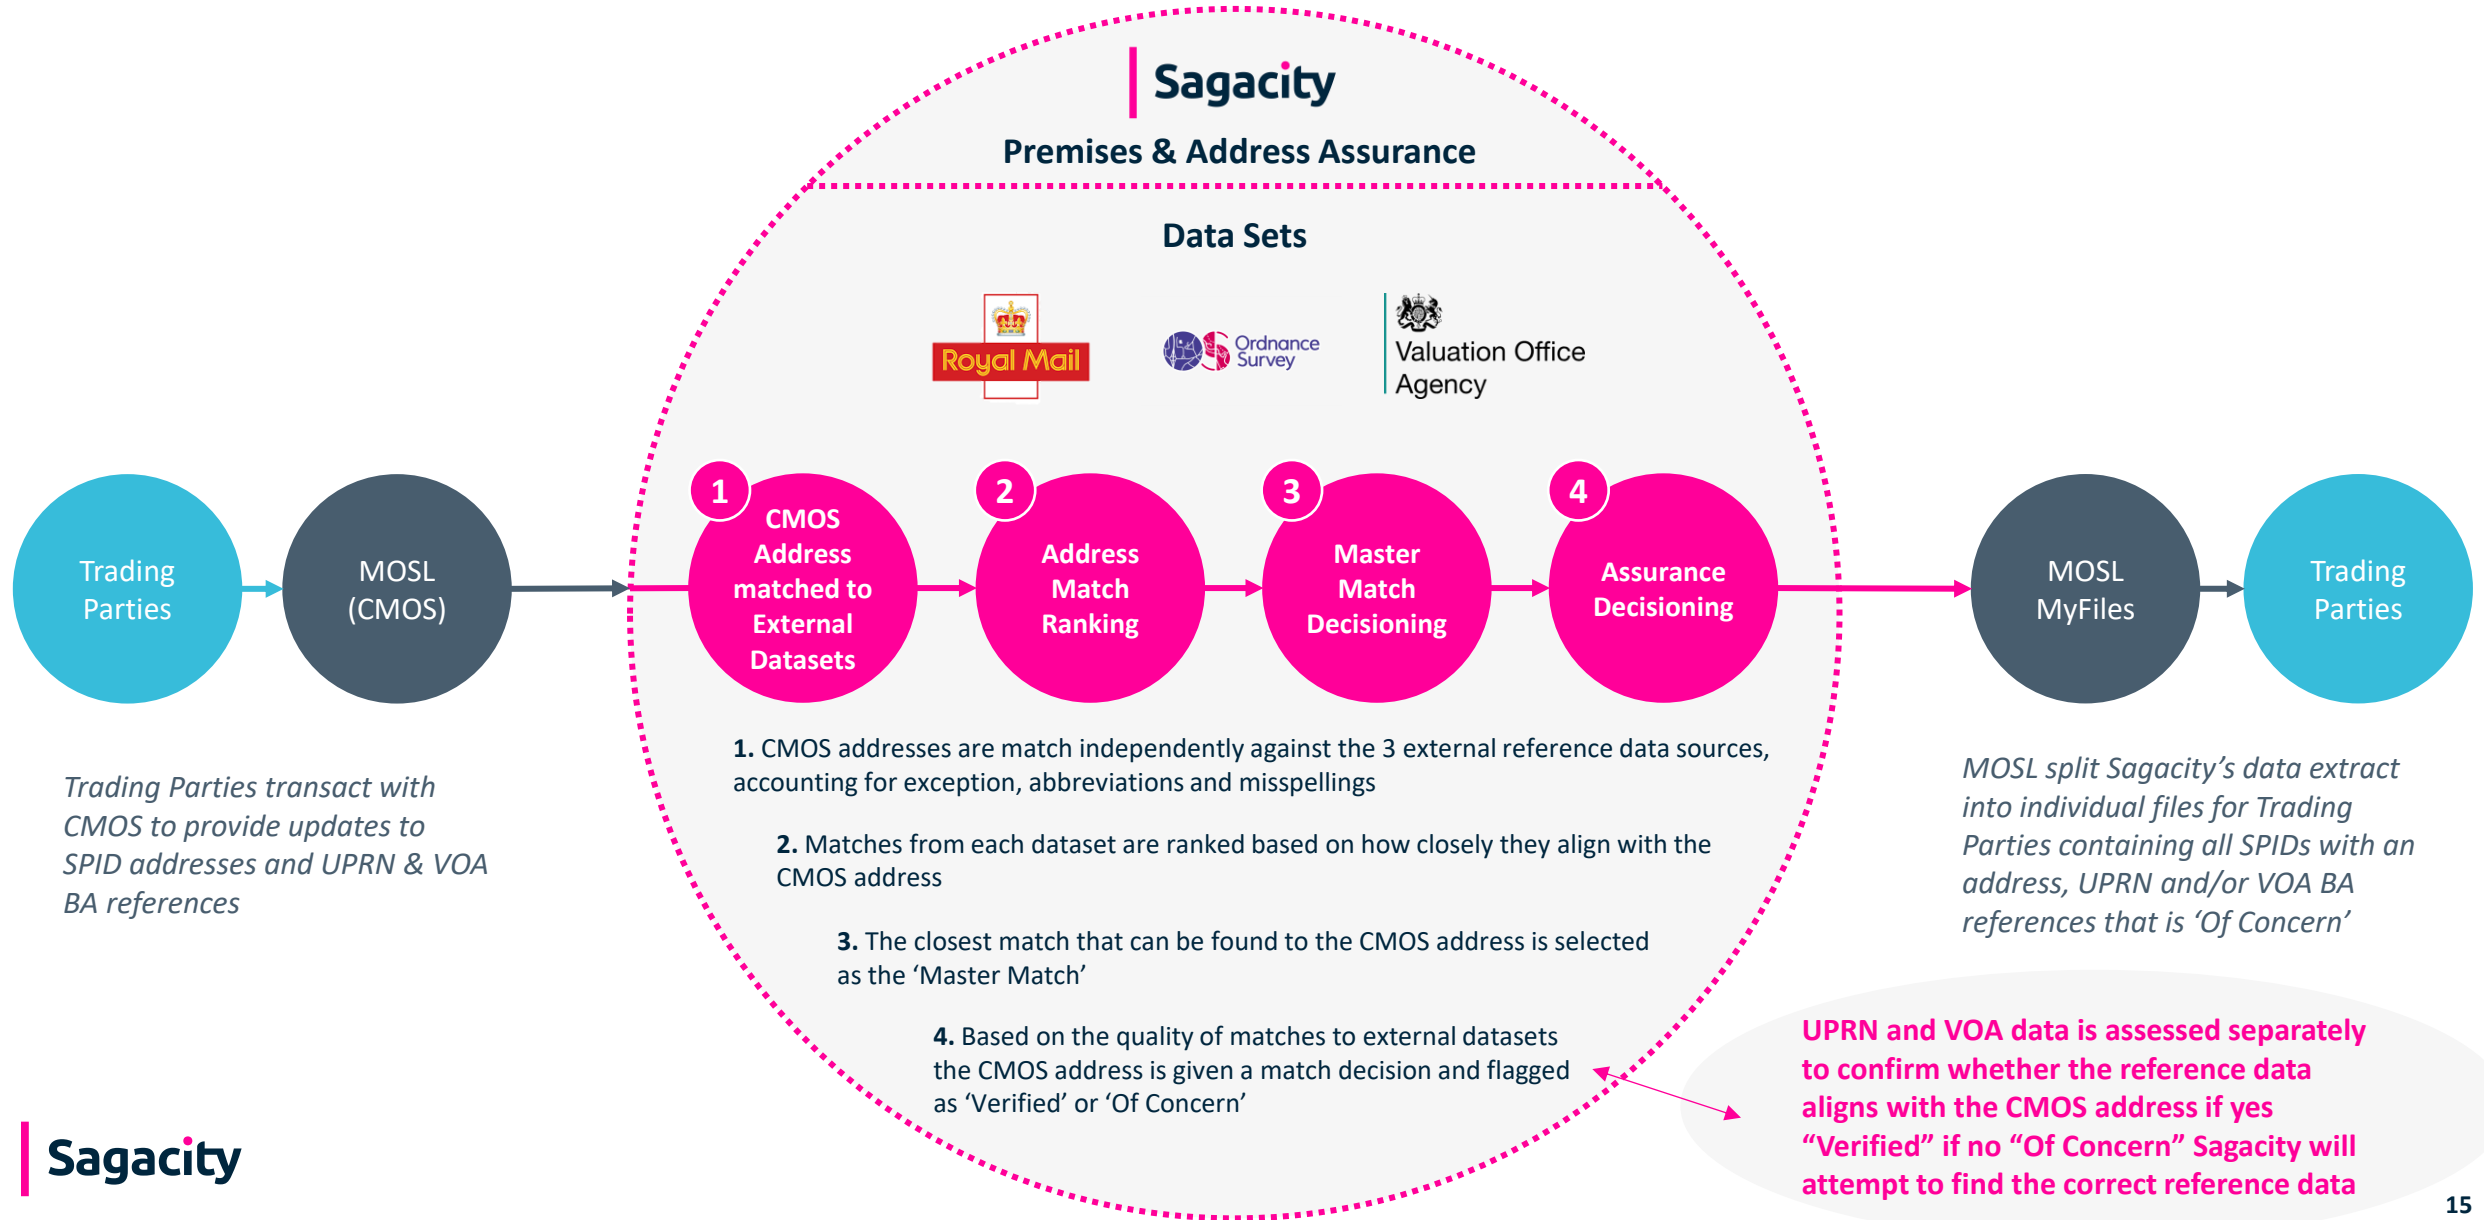 Sagacity
Premises & Address Assurance
Data Sets
Royal Mail
Ordnance
Survey
Valuation Office
Agency
Trading
Parties
MOSL
(CMOS)
1
CMOS
Address
matched to
External
Datasets
2
Address
Match
Ranking
3
Master
Match
Decisioning
4
Assurance
Decisioning
MOSL
MyFiles
Trading
Parties
Trading Parties transact with
CMOS to provide updates to
SPID addresses and UPRN & VOA
BA references
1. CMOS addresses are match independently against the 3 external reference data sources,
accounting for exception, abbreviations and misspellings
2. Matches from each dataset are ranked based on how closely they align with the
CMOS address
3. The closest match that can be found to the CMOS address is selected
as the ‘Master Match’
4. Based on the quality of matches to external datasets
the CMOS address is given a match decision and flagged
as ‘Verified’ or ‘Of Concern’
MOSL split Sagacity’s data extract
into individual files for Trading
Parties containing all SPIDs with an
address, UPRN and/or VOA BA
references that is ‘Of Concern’
UPRN and VOA data is assessed separately
to confirm whether the reference data
aligns with the CMOS address if yes
“Verified” if no “Of Concern” Sagacity will
attempt to find the correct reference data
Sagacity
15